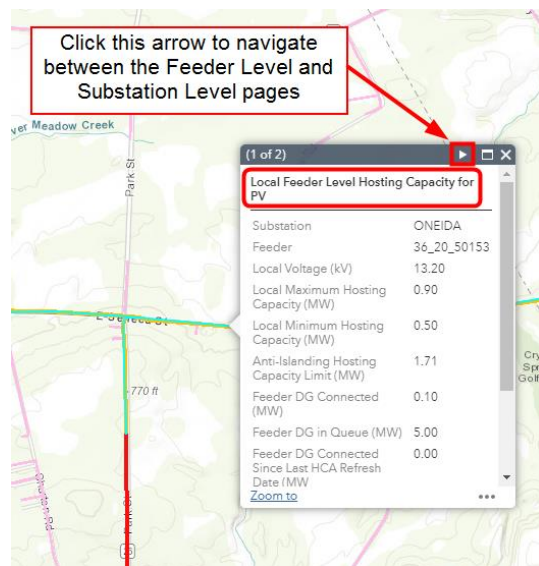 Click this arrow to navigate
between the Feeder Level and
Substation Level pages
ver Meadow Creek
Park St
(1 of 2)
Local Feeder Level Hosting Capacity for
PV
Substation ONEIDA
Feeder 36_20_50153
Local Voltage (kV) 13.20
Local Maximum Hosting 0.90
Capacity (MW)
Local Minimum Hosting 0.50
Capacity (MW)
Anti-Islanding Hosting 1.71
Capacity Limit (MW)
Feeder DG Connected 0.10
(MW)
Feeder DG in Queue (MW) 5.00
Feeder DG Connected 0.00
Since Last HCA Refresh
Date (MW
Zoom to
E Seneca St
Cry
Spr
Golf
770 ft